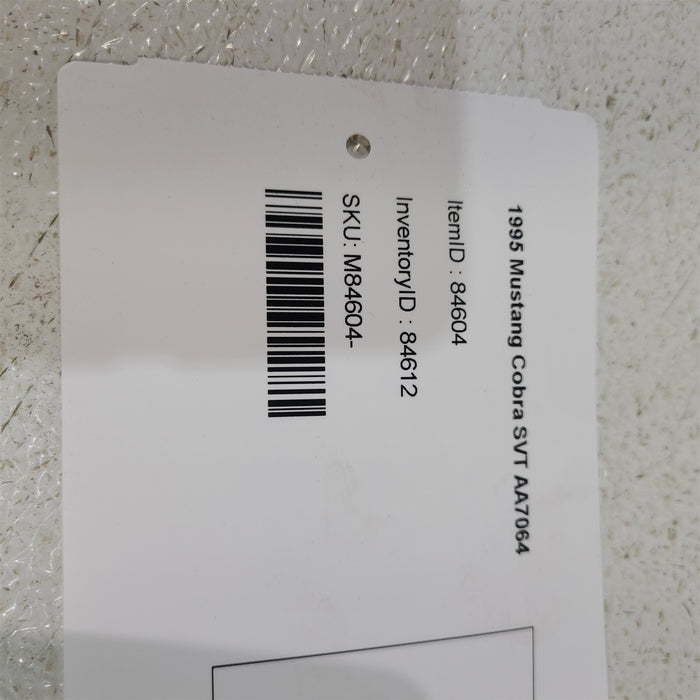 1995 Mustang Cobra SVT AA7064
ItemID : 84604
InventoryID : 84612
SKU: M84604-